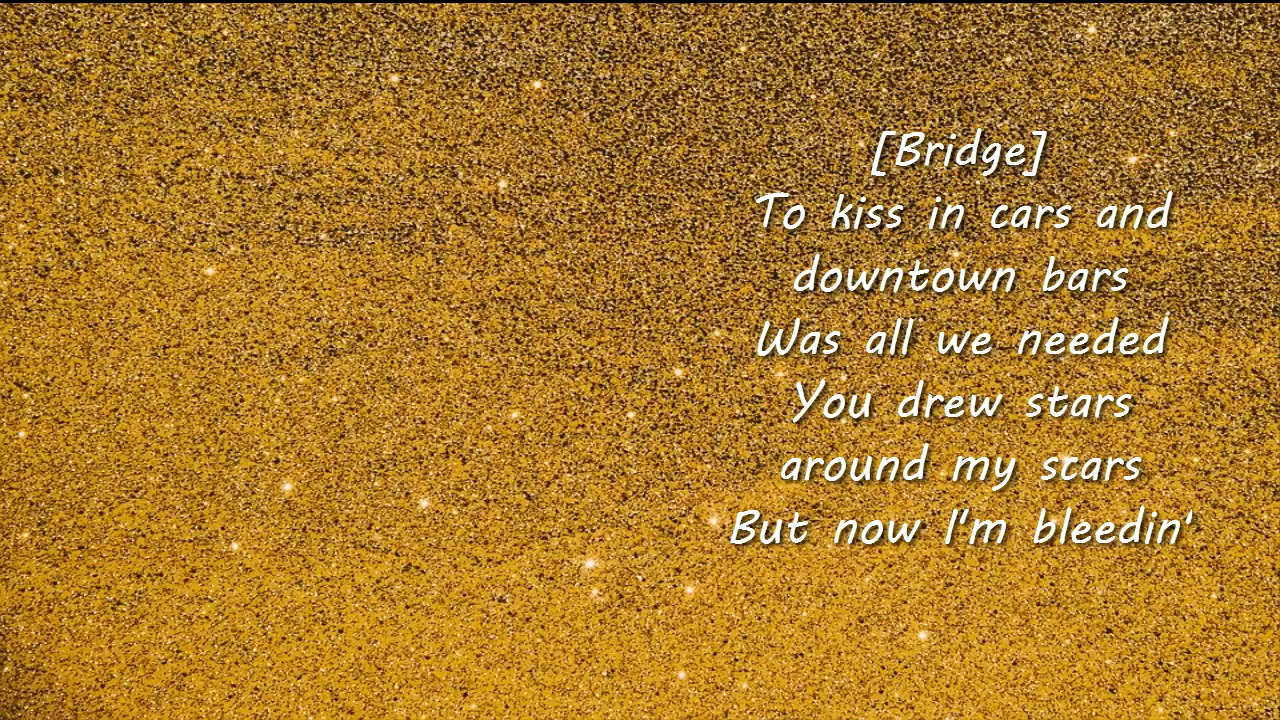 [Bridge]
To kiss in cars and
downtown bars
Was all we needed
You drew stars
around my stars
But now I'm bleedin'